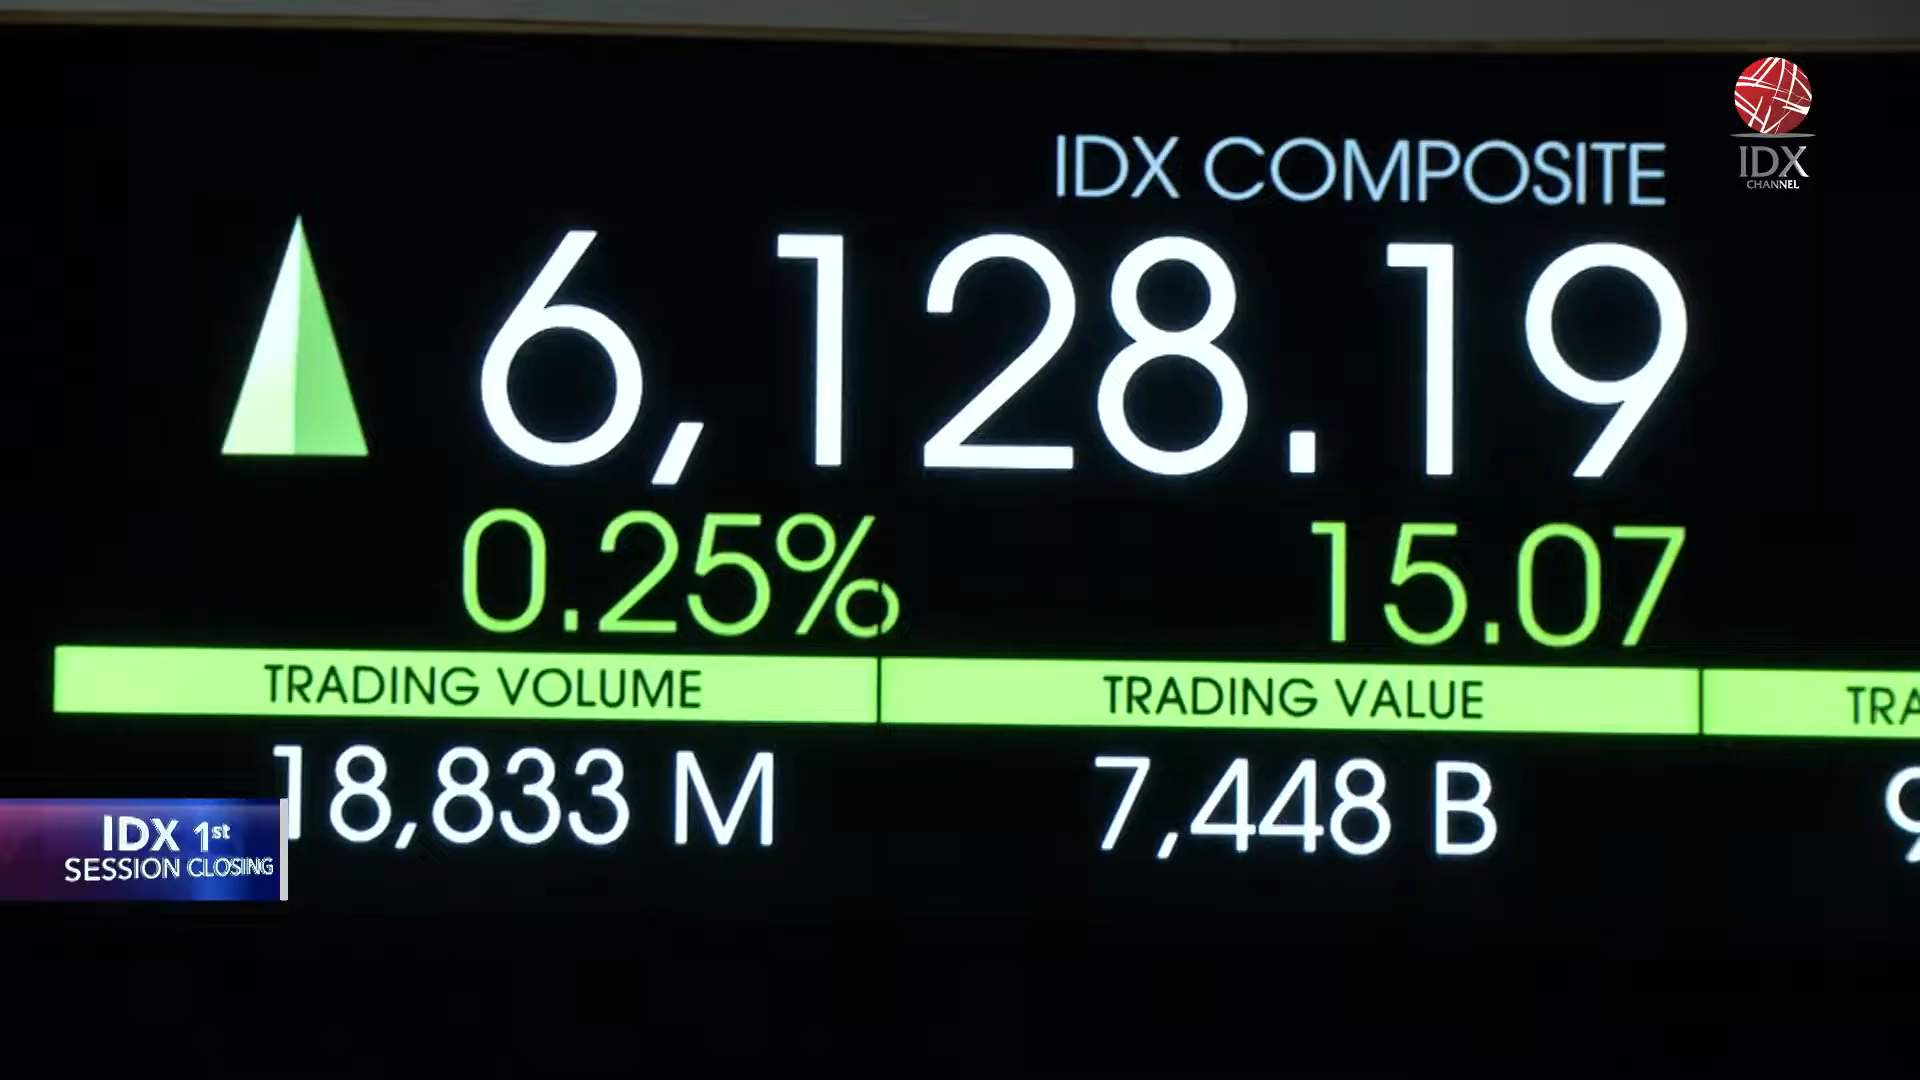 IDX
CHANNEL
IDX COMPOSITE
6,128.19
0.25% 15.07
TRADING VOLUME TRADING VALUE
18,833 M 7,448 B
IDX 1st
SESSION CLOSING